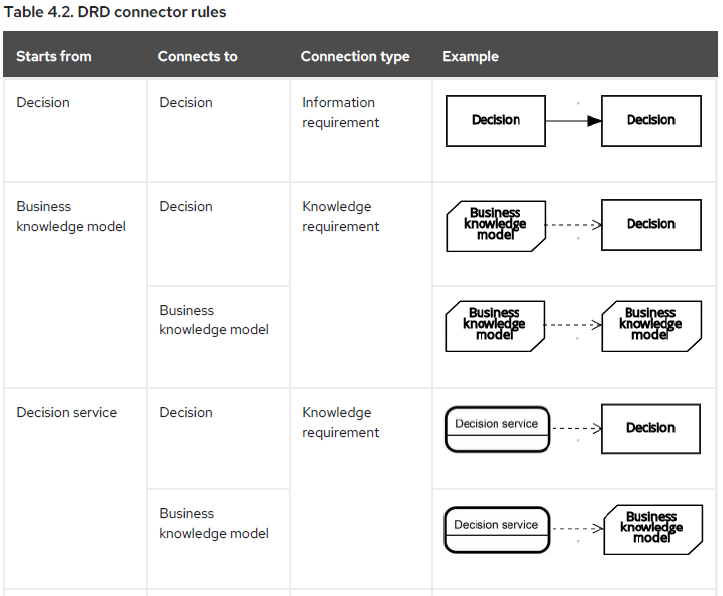 Table 4.2. DRD connector rules
Starts from Connects to Connection type Example
Decision Decision Information requirement
Decision Decision
Business knowledge model Decision Knowledge requirement
Business knowledge model Decision
Business knowledge model
Business knowledge model Business knowledge model
Decision service Decision Knowledge requirement
Decision service Decision
Business knowledge model
Decision service Business knowledge model